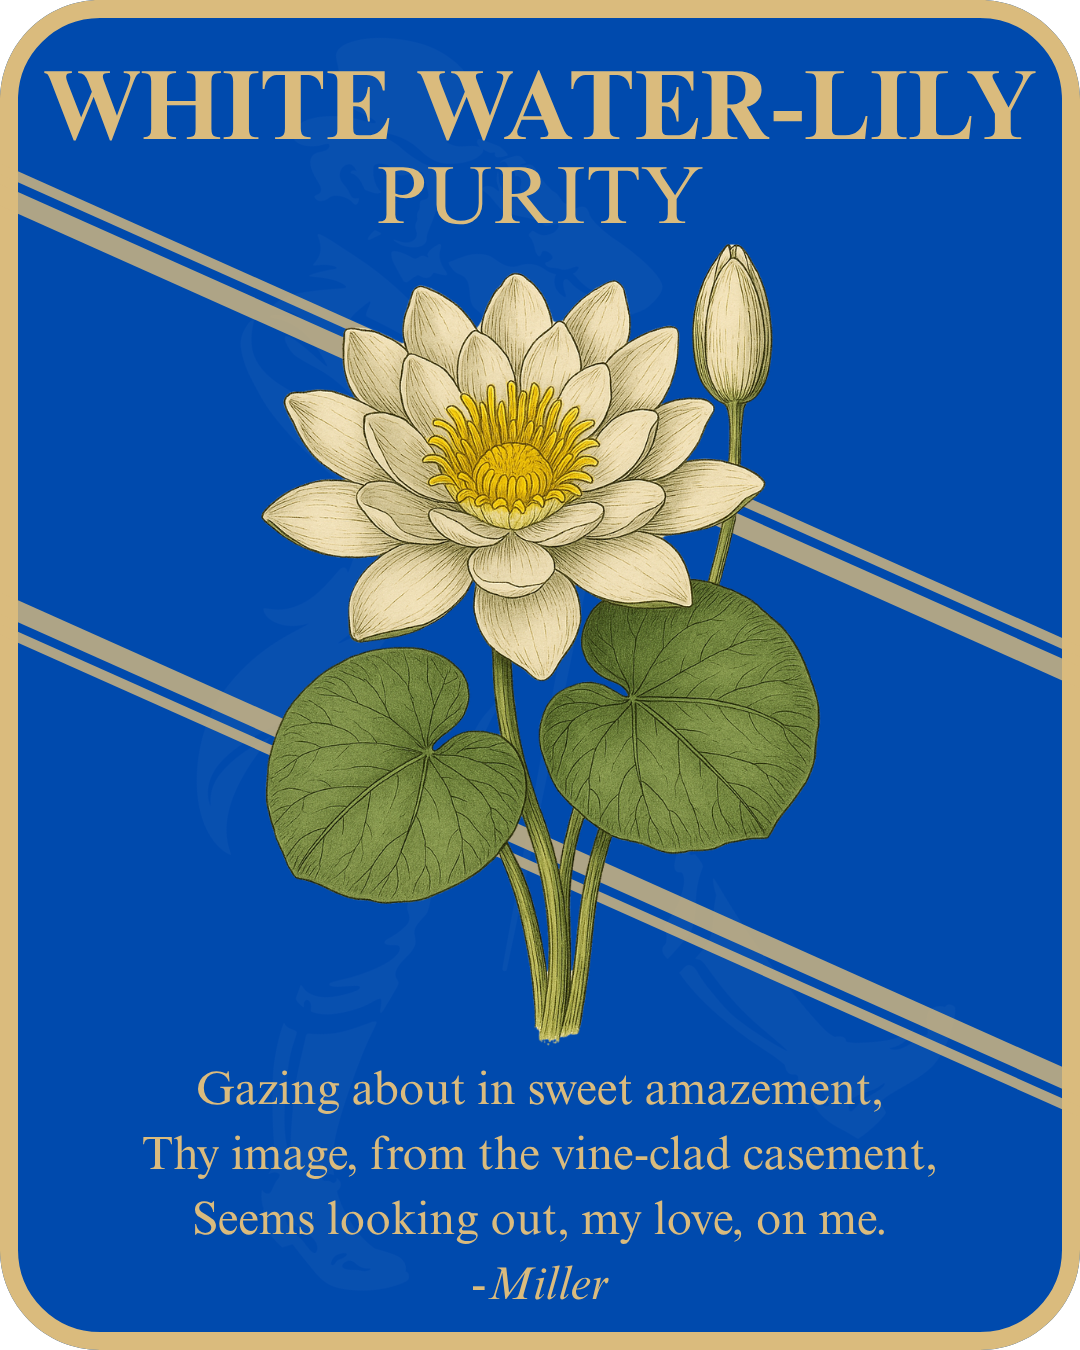 WHITE WATER-LILY
PURITY
Gazing about in sweet amazement,
Thy image, from the vine-clad casement,
Seems looking out, my love, on me.
-Miller